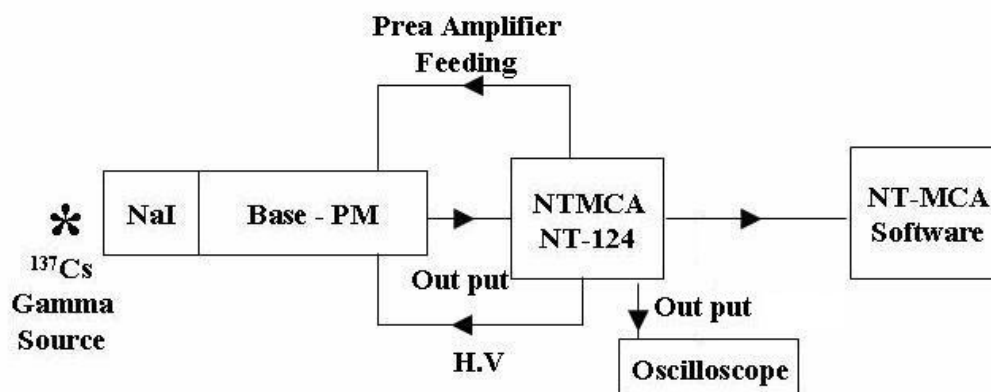 Prea Amplifier
Feeding
NaI
Base - PM
NTMCA
NT-124
NT-MCA
Software
¹³⁷Cs
Gamma
Source
Out put
H.V
Out put
Oscilloscope